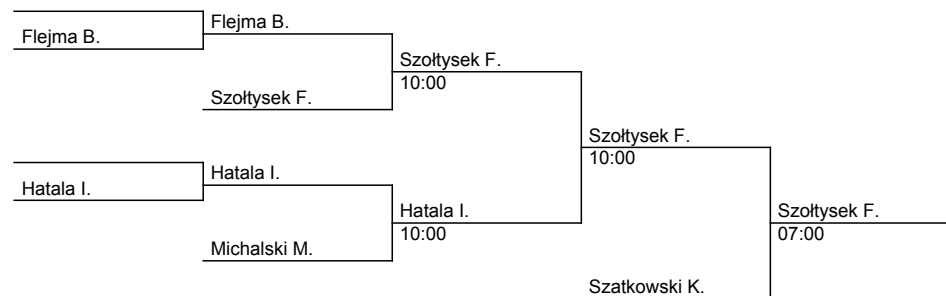 Flejma B.
Flejma B.
Szołtysek F.
10:00
Szołtysek F.
Szołtysek F.
10:00
Hatala I.
Hatala I.
Hatala I.
10:00
Michalski M.
Szołtysek F.
07:00
Szatkowski K.